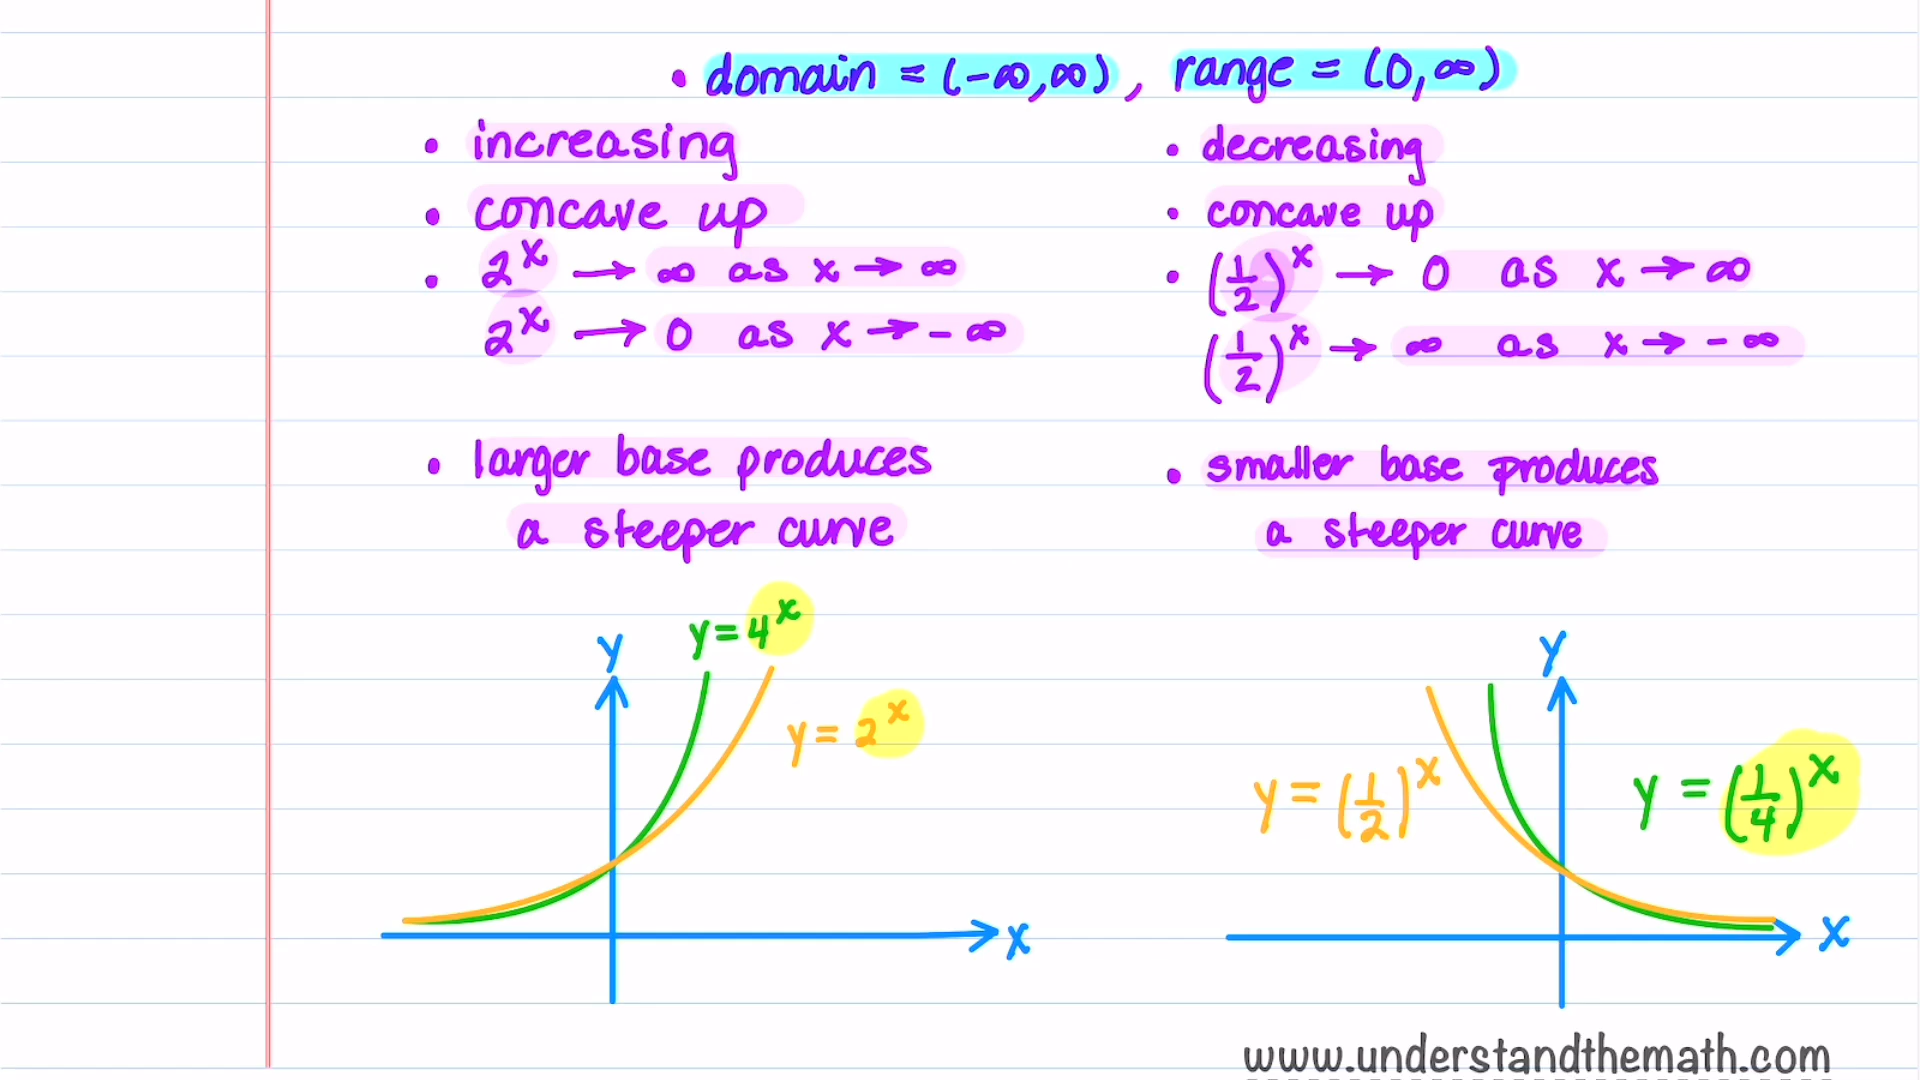 • domain = (-∞,∞), range = (0,∞)
• increasing
• concave up
• 2^x → ∞ as x → ∞
2^x → 0 as x → -∞
• larger base produces
a steeper curve
• decreasing
• concave up
• (1/2)^x → 0 as x → ∞
(1/2)^x → ∞ as x → -∞
• smaller base produces
a steeper curve
y
y = 4^x
y = 2^x
x
y
y = (1/2)^x
y = (1/4)^x
x
www.understandthemath.com